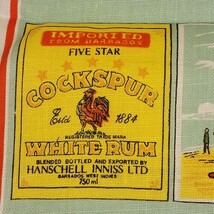 IMPORTED
FROM BARBADOS
FIVE STAR
COCKSPUR
Estd 1884
REGISTERED TRADE MARK
WHITE RUM
BLENDED BOTTLED AND EXPORTED BY
HANSCHELL INNISS LTD
BARBADOS WEST INDIES
750 ml